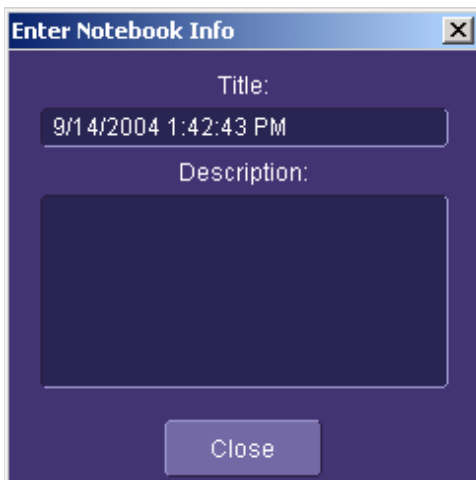 Enter Notebook Info
Title:
9/14/2004 1:42:43 PM
Description:
Close